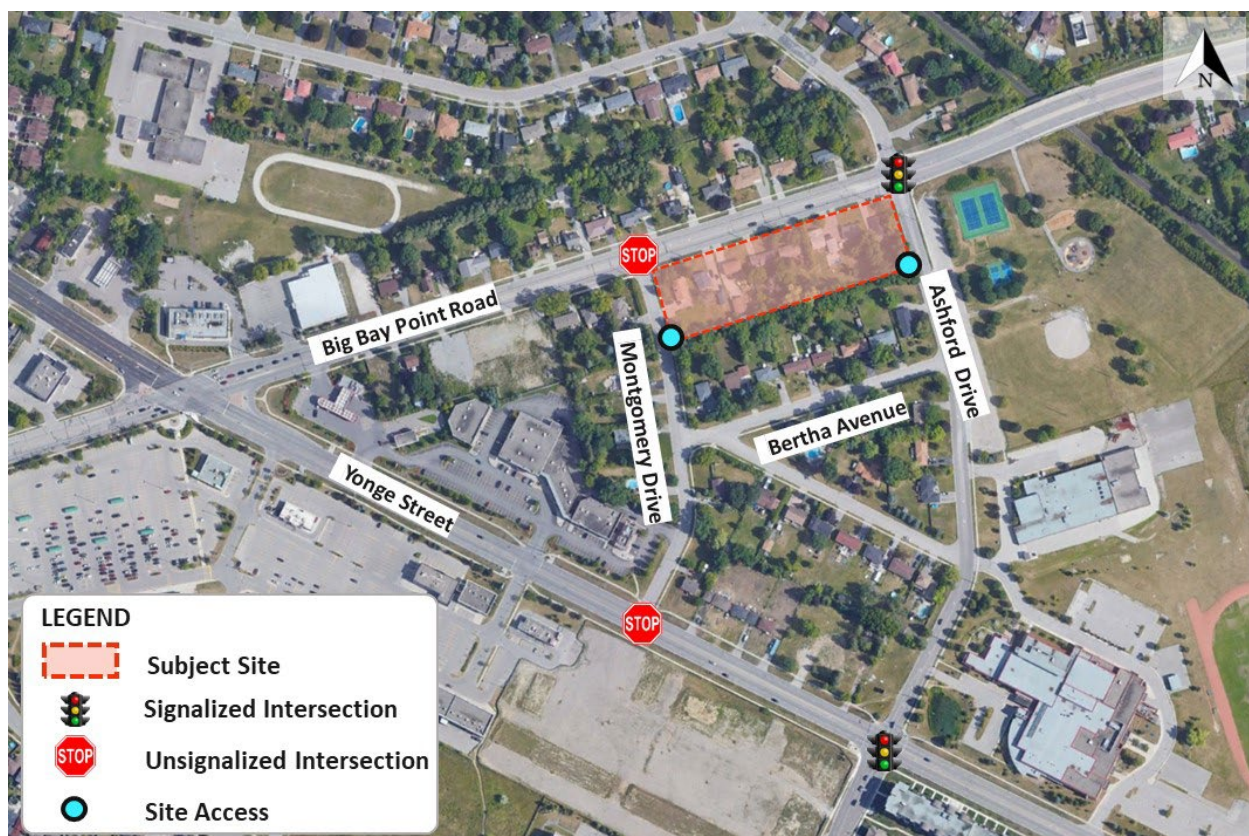 N
STOP
Big Bay Point Road
Montgomery Drive
Ashford Drive
Bertha Avenue
Yonge Street
STOP
LEGEND
Subject Site
Signalized Intersection
STOP
Unsignalized Intersection
Site Access